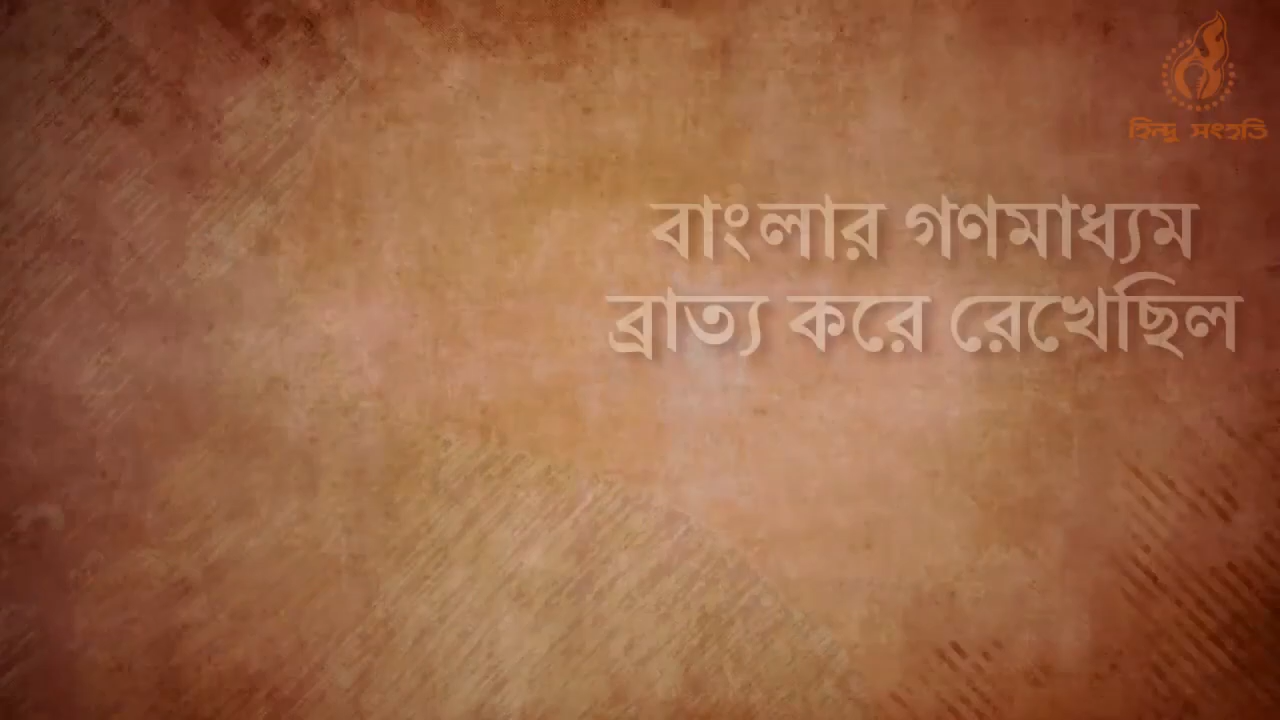 হিন্দু সংহতি
বাংলার গণমাধ্যম
ব্রাত্য করে রেখেছিল